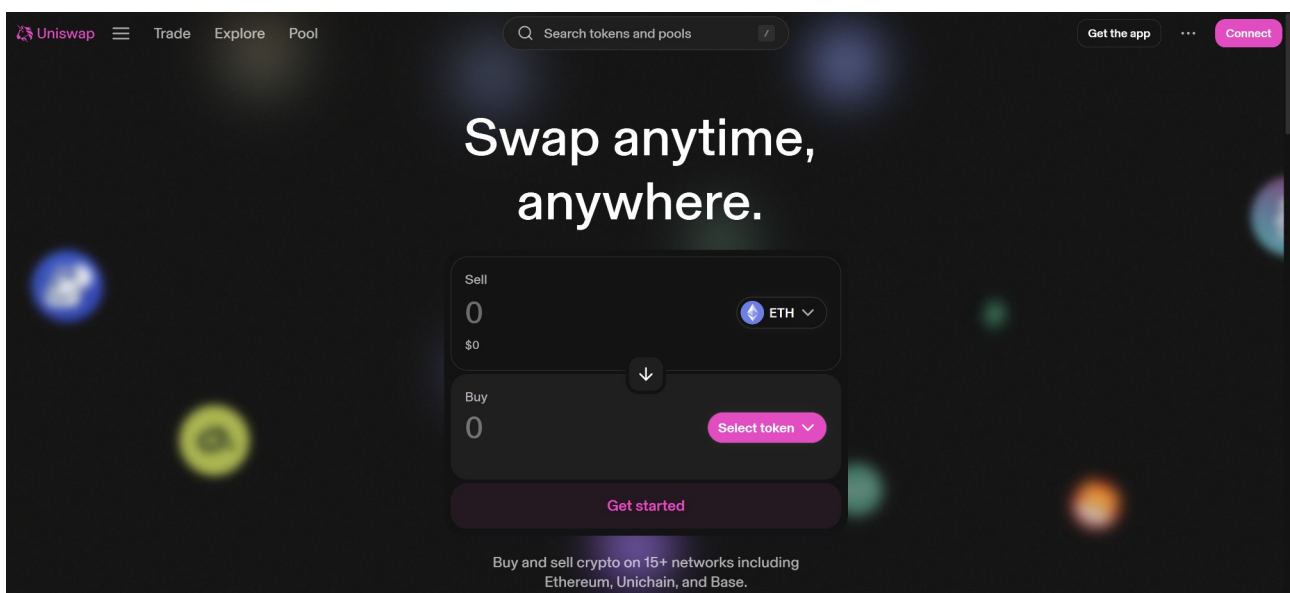 Uniswap Trade Explore Pool Search tokens and pools / Get the app Connect
Swap anytime,
anywhere.
Sell
0 ETH
$0
Buy
0 Select token
Get started
Buy and sell crypto on 15+ networks including
Ethereum, Unichain, and Base.